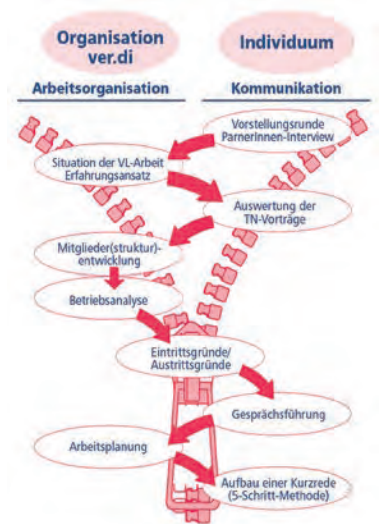 Organisation
ver.di
Individuum
Arbeitsorganisation
Kommunikation
Vorstellungsrunde
ParnerInnen-Interview
Situation der VL-Arbeit
Erfahrungsansatz
Auswertung der
TN-Vorträge
Mitglieder(struktur)-
entwicklung
Betriebsanalyse
Eintrittsgründe/
Austrittsgründe
Gesprächsführung
Arbeitsplanung
Aufbau einer Kurzrede
(5-Schritt-Methode)